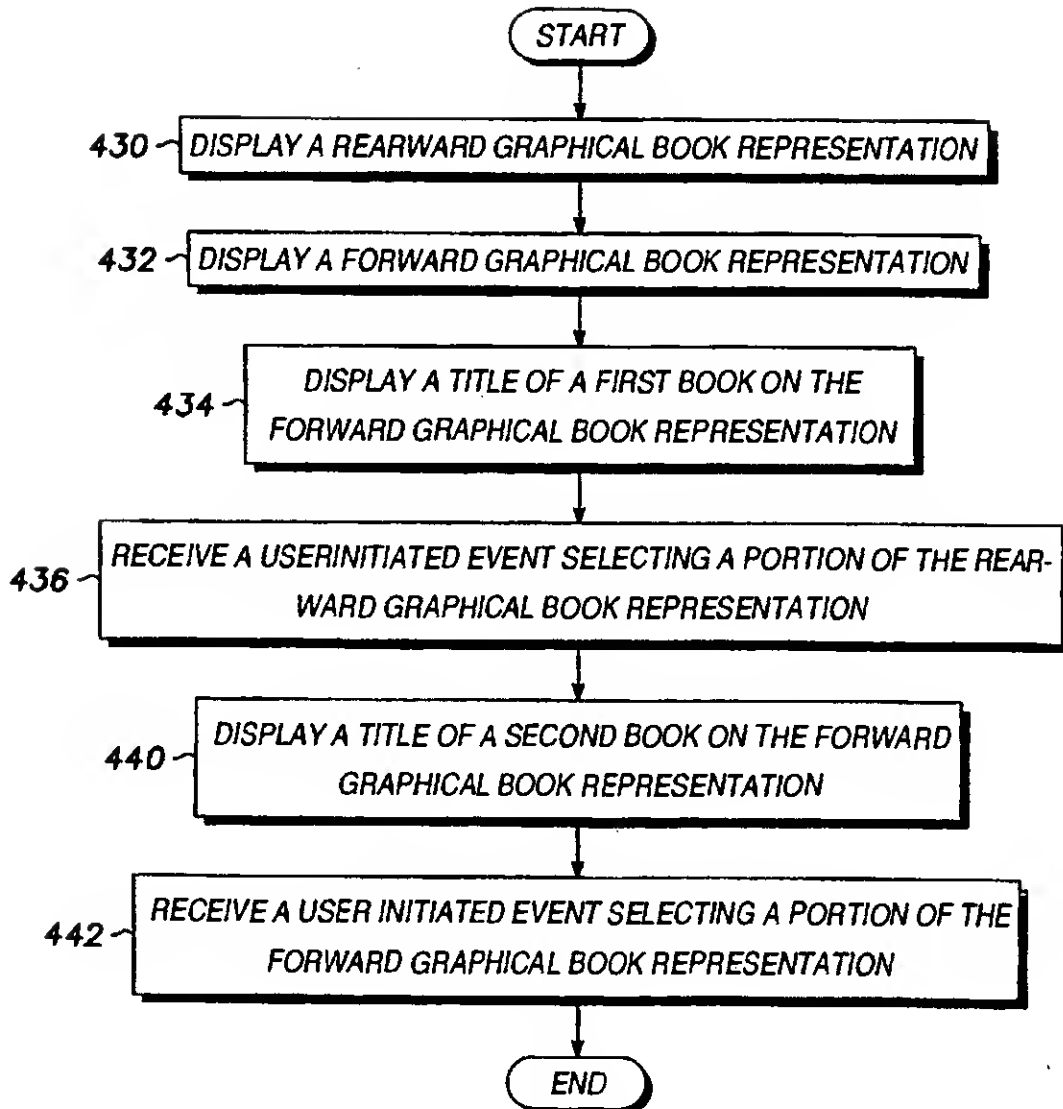 START
430 DISPLAY A REARWARD GRAPHICAL BOOK REPRESENTATION
432 DISPLAY A FORWARD GRAPHICAL BOOK REPRESENTATION
DISPLAY A TITLE OF A FIRST BOOK ON THE
434
FORWARD GRAPHICAL BOOK REPRESENTATION
RECEIVE A USERINITIATED EVENT SELECTING A PORTION OF THE REAR-
436
WARD GRAPHICAL BOOK REPRESENTATION
DISPLAY A TITLE OF A SECOND BOOK ON THE FORWARD
440
GRAPHICAL BOOK REPRESENTATION
RECEIVE A USER INITIATED EVENT SELECTING A PORTION OF THE
442
FORWARD GRAPHICAL BOOK REPRESENTATION
END